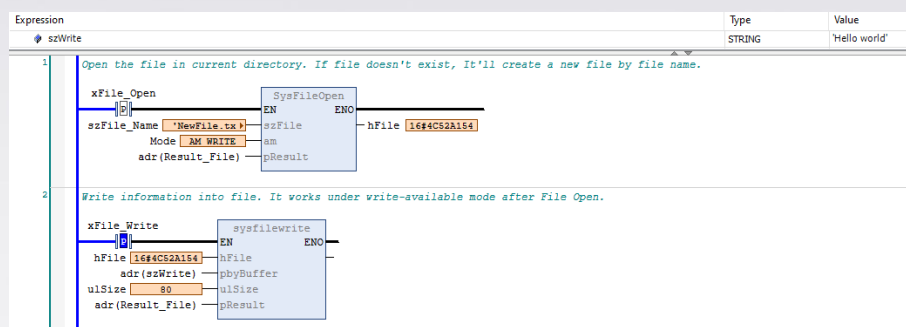 Expression Type Value
szWrite STRING 'Hello world'
1 Open the file in current directory. If file doesn't exist, It'll create a new file by file name.
xFile_Open
SysFileOpen
P
EN ENO
szFile_Name 'NewFile.tx szFile hFile 16#4C52A154
Mode AM WRITE am
adr(Result_File) pResult
2 Write information into file. It works under write-available mode after File Open.
xFile_Write
sysfilewrite
P
EN ENO
hFile 16#4C52A154 hFile
adr(szWrite) pbyBuffer
ulSize 80 ulSize
adr(Result_File) pResult